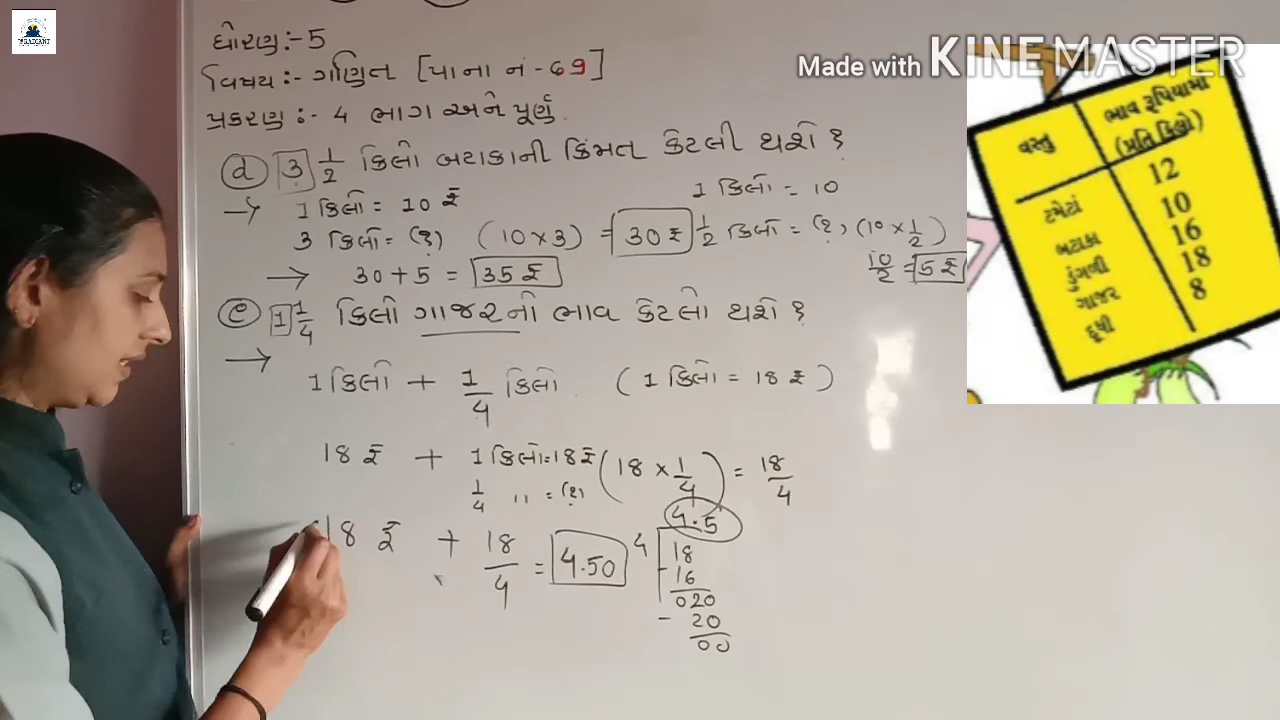 ધોરણ:- 5
વિષય:- ગણિત [પાના નં - 69]
પ્રકરણ:- 4 ભાગ અને પૂર્ણ.
(d) 3 1/2 કિલો બટાકાની કિંમત કેટલી થશે ?
→ 1 કિલો = 10 ₹
1 કિલો = 10
3 કિલો = (?) (10 × 3) = 30 ₹
1/2 કિલો = (?), (10 × 1/2)
10/2 = 5 ₹
→ 30 + 5 = 35 ₹
(e) 1 1/4 કિલો ગાજરનો ભાવ કેટલો થશે ?
→
1 કિલો + 1/4 કિલો (1 કિલો = 18 ₹)
18 ₹ + 1 કિલો = 18 ₹ (18 × 1/4) = 18/4
1/4 '' = (?)
18 ₹ + 18/4 = 4.50
4.5
4 18
- 16
020
- 20
00
Made with KINEMASTER
વસ્તુ ભાવ રૂપિયામાં
(પ્રતિ કિલો)
ટમેટાં 12
બટાકા 10
ડુંગળી 16
ગાજર 18
દૂધી 8